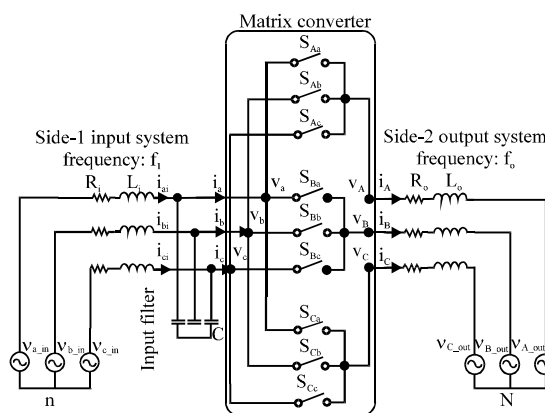 Matrix converter
S_Aa
S_Ab
S_Ac
Side-1 input system
frequency: f_i
Side-2 output system
frequency: f_o
R_i L_i i_ai i_a v_a S_Ba v_A i_A R_o L_o
i_bi i_b v_b S_Bb v_B i_B
i_ci i_c v_c S_Bc v_C i_C
Input filter
C
S_Ca
S_Cb
S_Cc
v_a_in v_b_in v_c_in
v_C_out v_B_out v_A_out
n
N